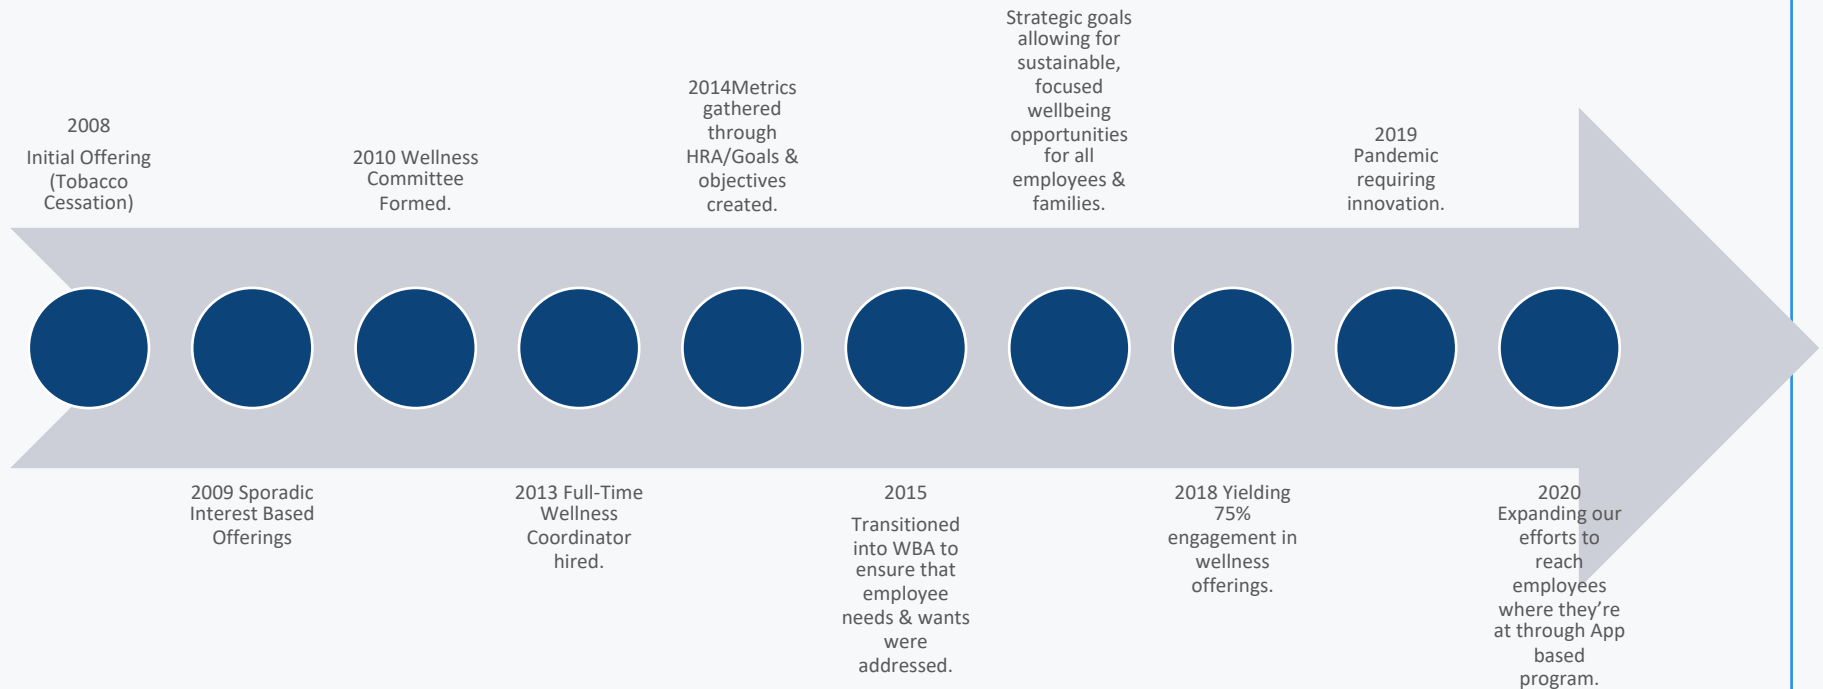 2008
Initial Offering
(Tobacco
Cessation)
2009 Sporadic
Interest Based
Offerings
2010 Wellness
Committee
Formed.
2013 Full-Time
Wellness
Coordinator
hired.
2014Metrics
gathered
through
HRA/Goals &
objectives
created.
2015
Transitioned
into WBA to
ensure that
employee
needs & wants
were
addressed.
Strategic goals
allowing for
sustainable,
focused
wellbeing
opportunities
for all
employees &
families.
2018 Yielding
75%
engagement in
wellness
offerings.
2019
Pandemic
requiring
innovation.
2020
Expanding our
efforts to
reach
employees
where they’re
at through App
based
program.